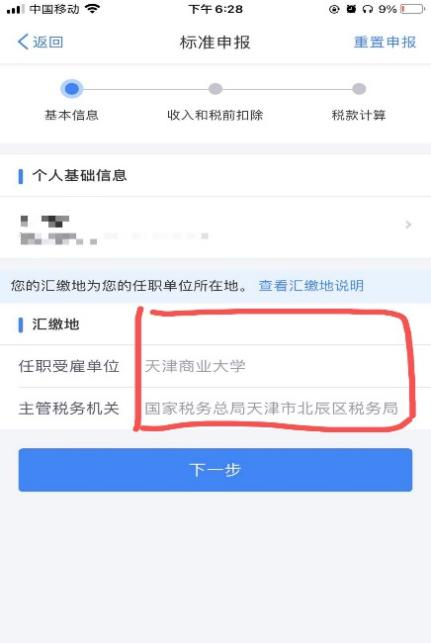 中国移动 下午6:28 9%
返回 标准申报 重置申报
基本信息 收入和税前扣除 税款计算
个人基础信息
您的汇缴地为您的任职单位所在地。 查看汇缴地说明
汇缴地
任职受雇单位 天津商业大学
主管税务机关 国家税务总局天津市北辰区税务局
下一步